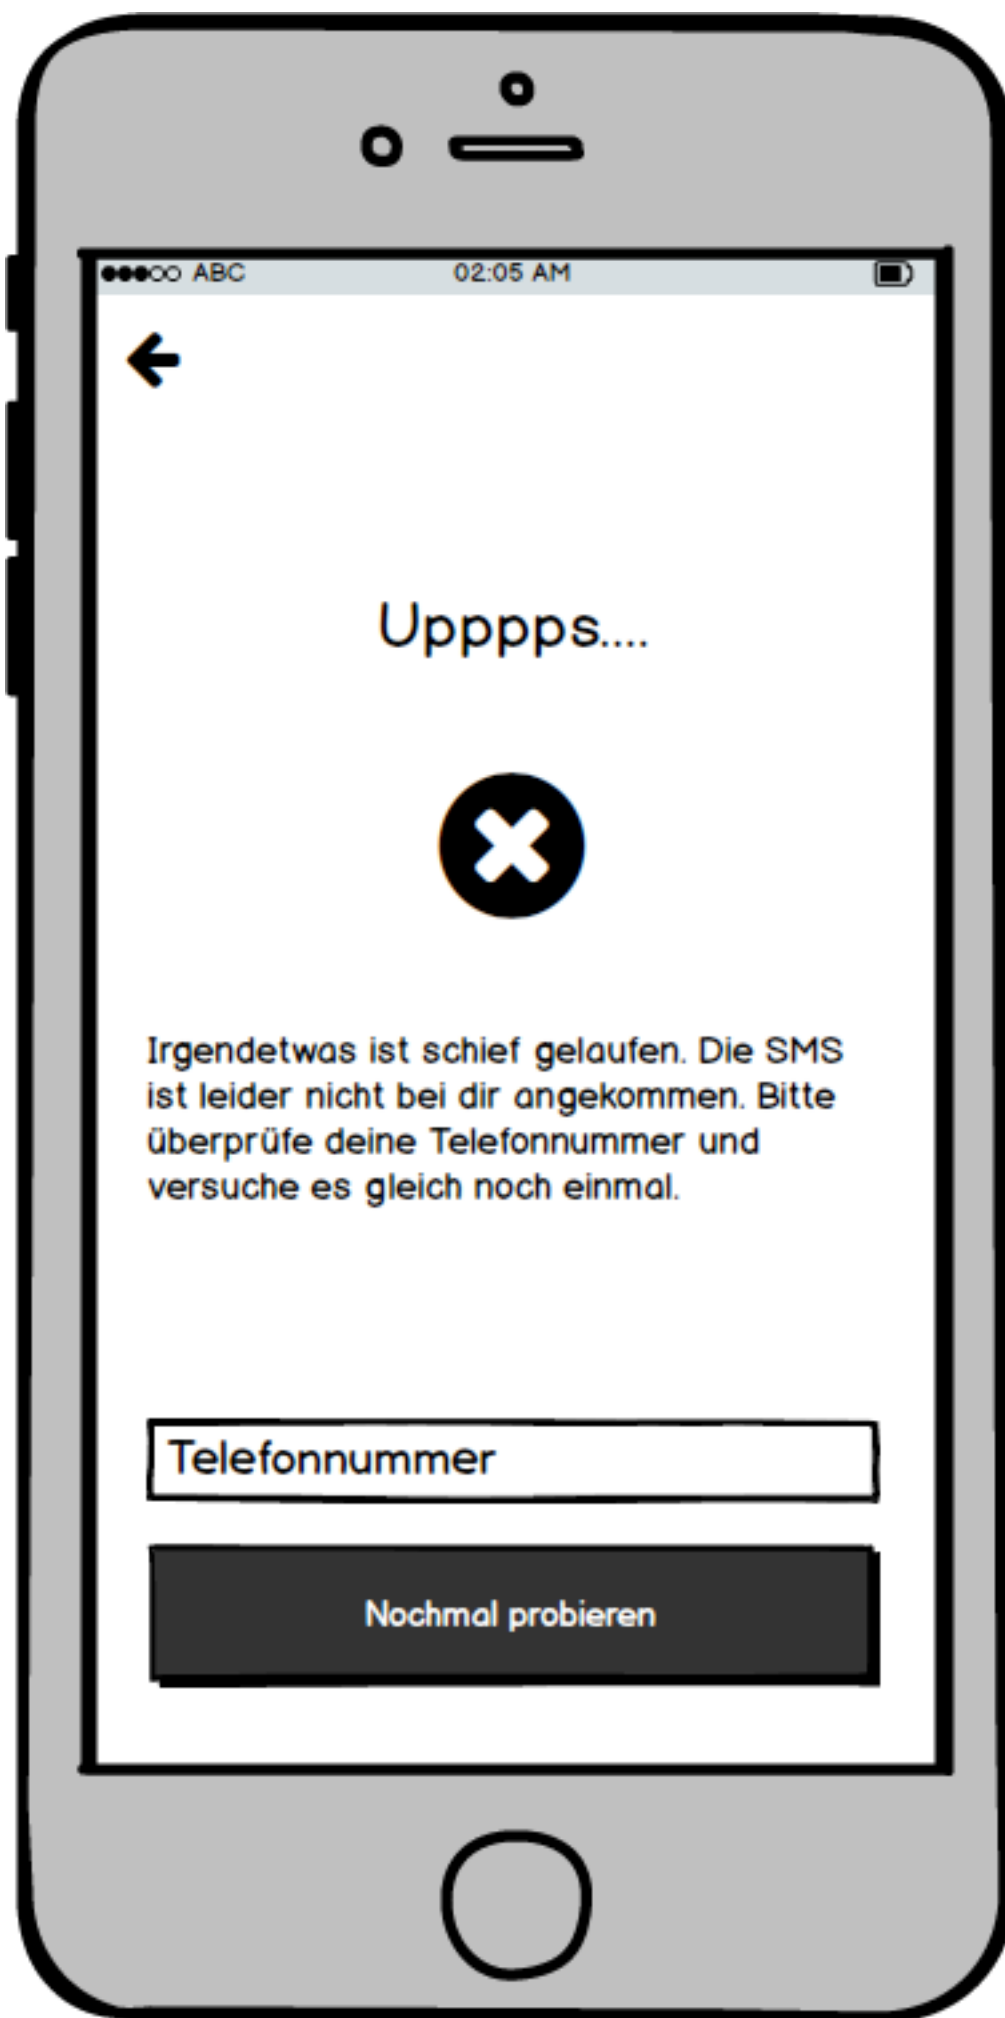 ABC 02:05 AM
Upppps....
Irgendetwas ist schief gelaufen. Die SMS
ist leider nicht bei dir angekommen. Bitte
überprüfe deine Telefonnummer und
versuche es gleich noch einmal.
Telefonnummer
Nochmal probieren